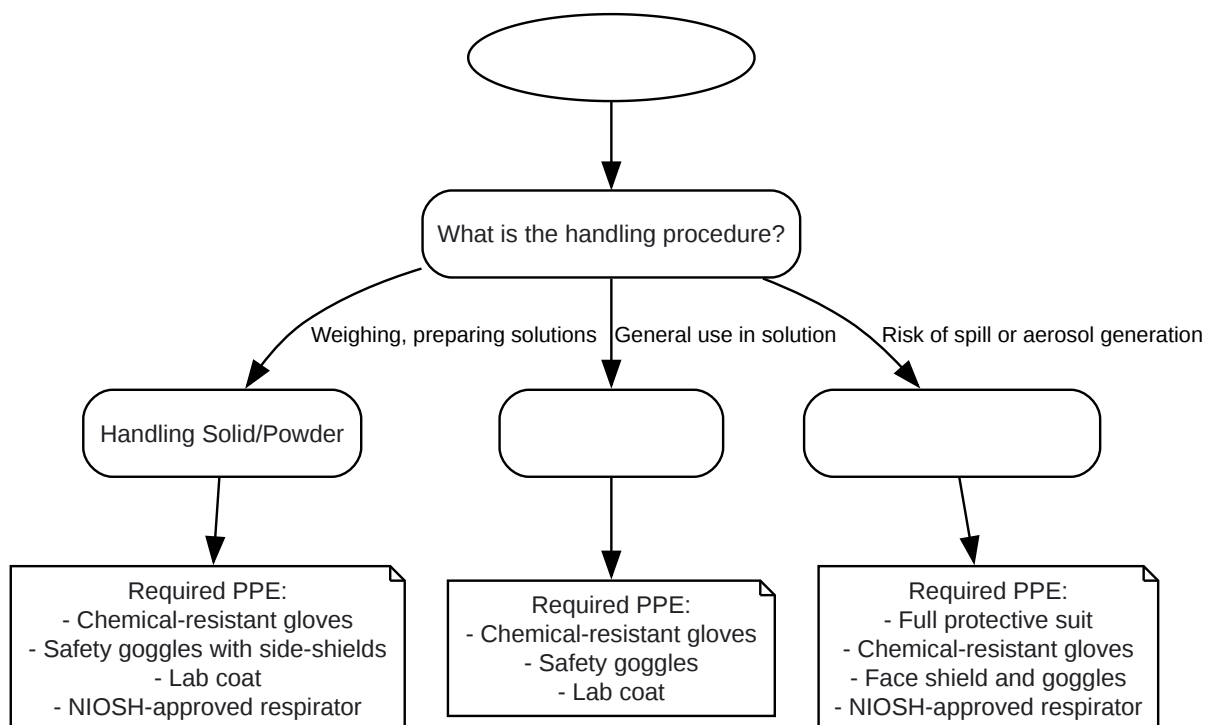 What is the handling procedure?
Weighing, preparing solutions
General use in solution
Risk of spill or aerosol generation
Handling Solid/Powder
Required PPE:
- Chemical-resistant gloves
- Safety goggles with side-shields
- Lab coat
- NIOSH-approved respirator
Required PPE:
- Chemical-resistant gloves
- Safety goggles
- Lab coat
Required PPE:
- Full protective suit
- Chemical-resistant gloves
- Face shield and goggles
- NIOSH-approved respirator